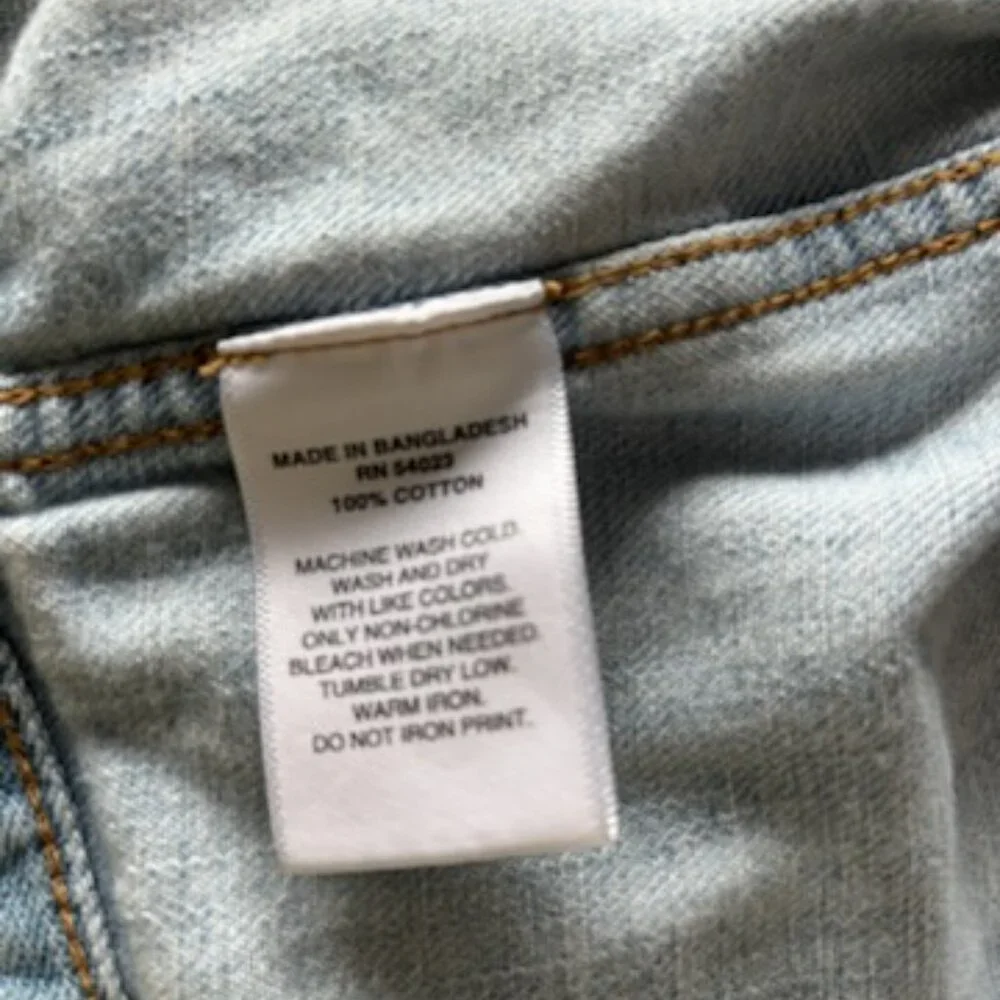 MADE IN BANGLADESH
RN 54023
100% COTTON
MACHINE WASH COLD.
WASH AND DRY
WITH LIKE COLORS.
ONLY NON-CHLORINE
BLEACH WHEN NEEDED.
TUMBLE DRY LOW.
WARM IRON.
DO NOT IRON PRINT.